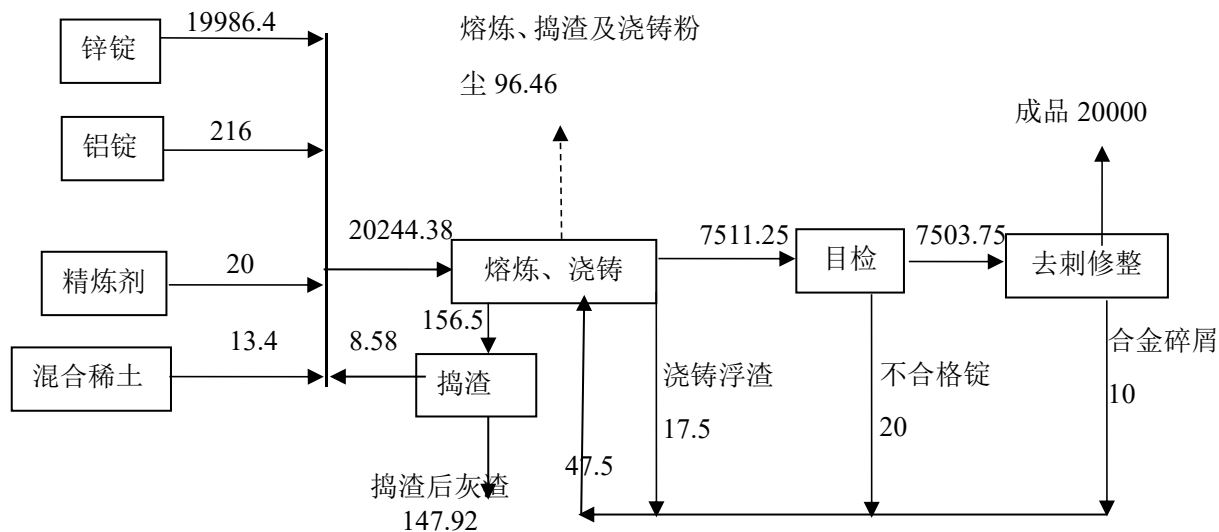 19986.4
锌锭
熔炼、捣渣及浇铸粉
尘 96.46
成品 20000
216
铝锭
20244.38
7511.25
7503.75
精炼剂
20
熔炼、浇铸
目检
去刺修整
156.5
13.4
8.58
混合稀土
捣渣
浇铸浮渣
17.5
不合格锭
20
合金碎屑
10
47.5
捣渣后灰渣
147.92